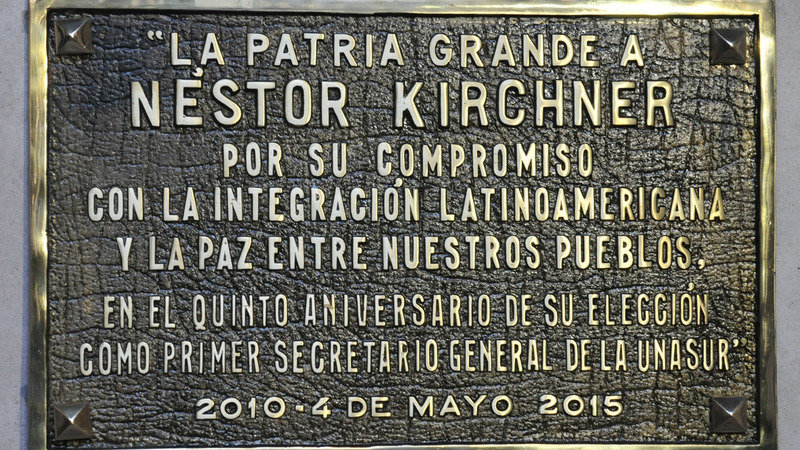 “LA PATRIA GRANDE A
NÉSTOR KIRCHNER
POR SU COMPROMISO
CON LA INTEGRACIÓN LATINOAMERICANA
Y LA PAZ ENTRE NUESTROS PUEBLOS,
EN EL QUINTO ANIVERSARIO DE SU ELECCIÓN
COMO PRIMER SECRETARIO GENERAL DE LA UNASUR”
2010-4 DE MAYO 2015